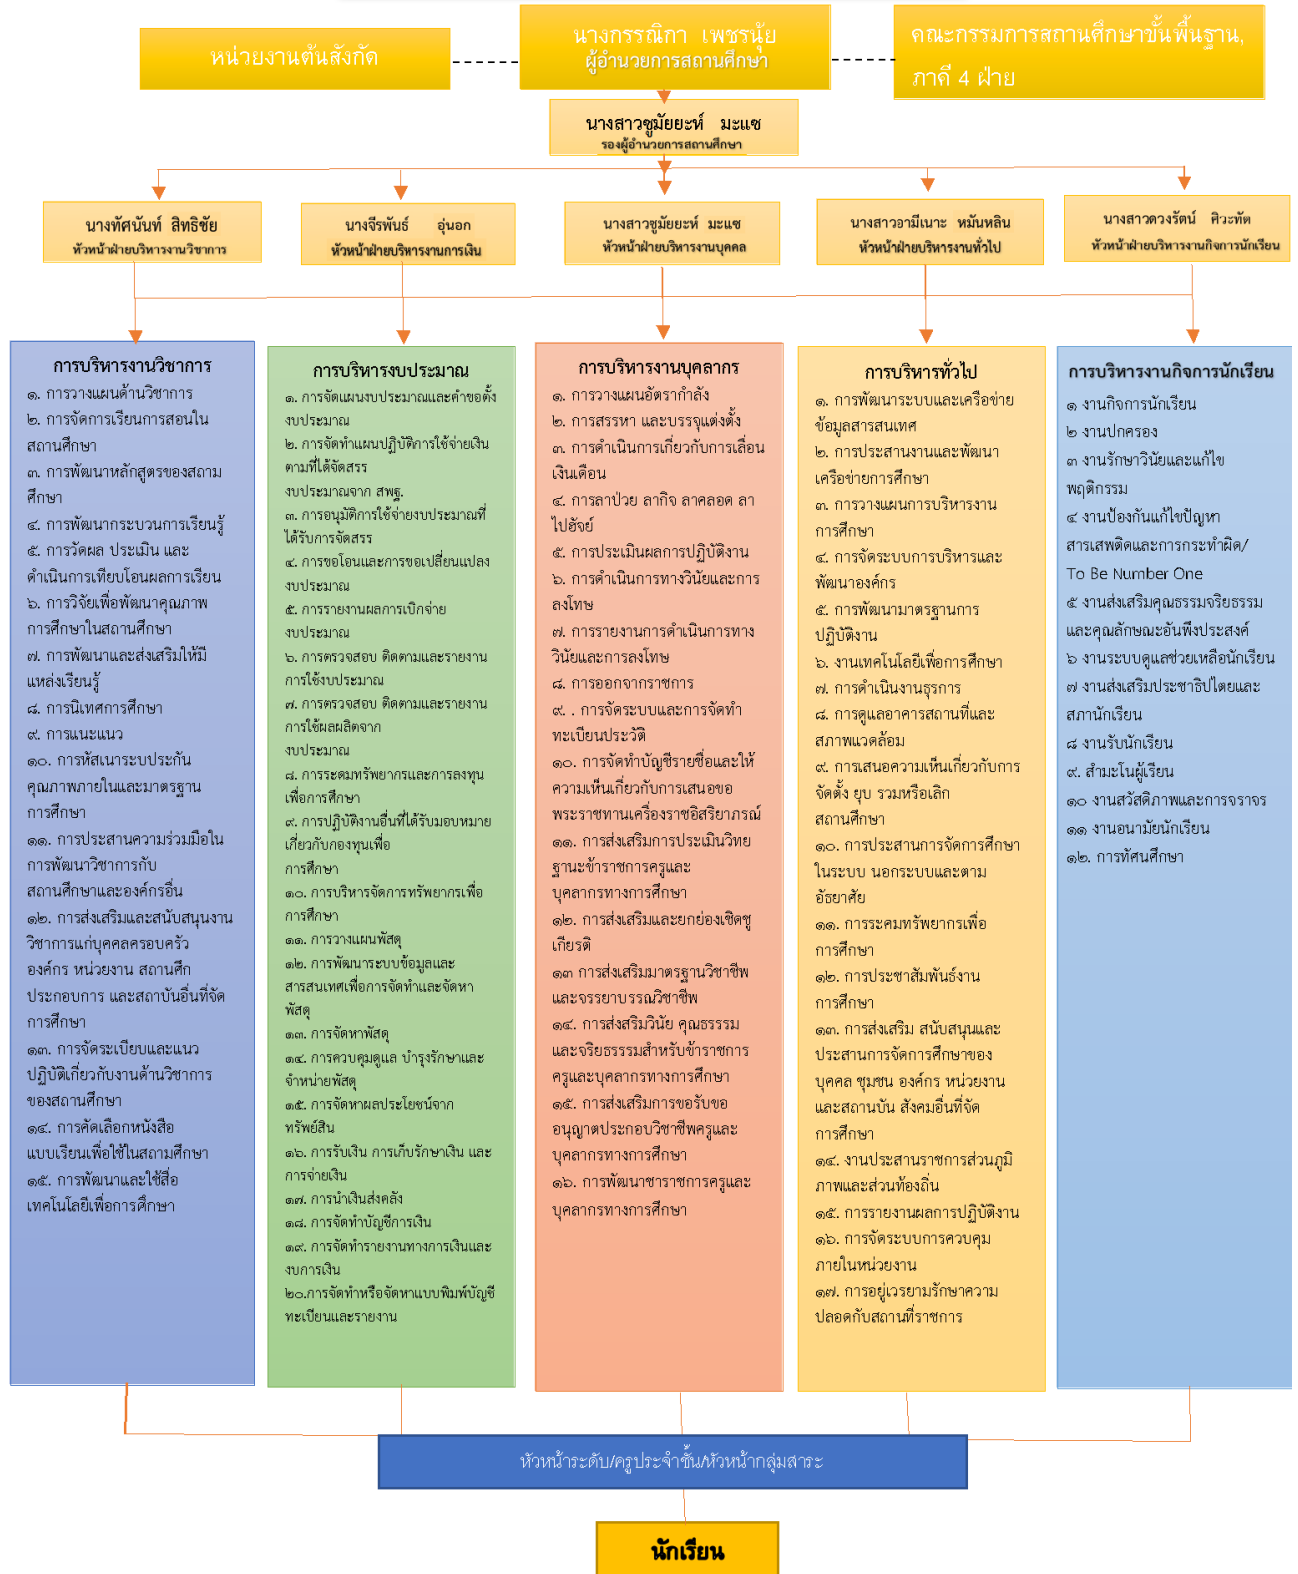 หน่วยงานต้นสังกัด
นางกรรณิกา เพชรนุ้ย
ผู้อำนวยการสถานศึกษา
คณะกรรมการสถานศึกษาขั้นพื้นฐาน,
ภาคี 4 ฝ่าย
นางสาวซูมัยยะห์ มะแซ
รองผู้อำนวยการสถานศึกษา
นางทัศนันท์ สิทธิชัย
หัวหน้าฝ่ายบริหารงานวิชาการ
นางจีรพันธ์ อุ่นอก
หัวหน้าฝ่ายบริหารงานการเงิน
นางสาวซูมัยยะห์ มะแซ
หัวหน้าฝ่ายบริหารงานบุคคล
นางสาวอามีเนาะ หมันหลิน
หัวหน้าฝ่ายบริหารงานทั่วไป
นางสาวดวงรัตน์ ศิวะทัต
หัวหน้าฝ่ายบริหารงานกิจการนักเรียน
การบริหารงานวิชาการ
๑. การวางแผนด้านวิชาการ
๒. การจัดการเรียนการสอนใน
สถานศึกษา
๓. การพัฒนาหลักสูตรของสถาม
ศึกษา
๔. การพัฒนากระบวนการเรียนรู้
๕. การวัดผล ประเมิน และ
ดำเนินการเทียบโอนผลการเรียน
๖. การวิจัยเพื่อพัฒนาคุณภาพ
การศึกษาในสถานศึกษา
๗. การพัฒนาและส่งเสริมให้มี
แหล่งเรียนรู้
๘. การนิเทศการศึกษา
๙. การแนะแนว
๑๐. การหัสเนาระบบประกัน
คุณภาพภายในและมาตรฐาน
การศึกษา
๑๑. การประสานความร่วมมือใน
การพัฒนาวิชาการกับ
สถานศึกษาและองค์กรอื่น
๑๒. การส่งเสริมและสนับสนุนงาน
วิชาการแก่บุคคลครอบครัว
องค์กร หน่วยงาน สถานศึก
ประกอบการ และสถาบันอื่นที่จัด
การศึกษา
๑๓. การจัดระเบียบและแนว
ปฏิบัติเกี่ยวกับงานด้านวิชาการ
ของสถานศึกษา
๑๔. การคัดเลือกหนังสือ
แบบเรียนเพื่อใช้ในสถามศึกษา
๑๕. การพัฒนาและใช้สื่อ
เทคโนโลยีเพื่อการศึกษา
การบริหารงบประมาณ
๑. การจัดแผนงบประมาณและคำขอตั้ง
งบประมาณ
๒. การจัดทำแผนปฏิบัติการใช้จ่ายเงิน
ตามที่ได้จัดสรร
งบประมาณจาก สพฐ.
๓. การอนุมัติการใช้จ่ายงบประมาณที่
ได้รับการจัดสรร
๔. การขอโอนและการขอเปลี่ยนแปลง
งบประมาณ
๕. การรายงานผลการเบิกจ่าย
งบประมาณ
๖. การตรวจสอบ ติดตามและรายงาน
การใช้งบประมาณ
๗. การตรวจสอบ ติดตามและรายงาน
การใช้ผลผลิตจาก
งบประมาณ
๘. การระดมทรัพยากรและการลงทุน
เพื่อการศึกษา
๙. การปฏิบัติงานอื่นที่ได้รับมอบหมาย
เกี่ยวกับกองทุนเพื่อ
การศึกษา
๑๐. การบริหารจัดการทรัพยากรเพื่อ
การศึกษา
๑๑. การวางแผนพัสดุ
๑๒. การพัฒนาระบบข้อมูลและ
สารสนเทศเพื่อการจัดทำและจัดหา
พัสดุ
๑๓. การจัดหาพัสดุ
๑๔. การควบคุมดูแล บำรุงรักษาและ
จำหน่ายพัสดุ
๑๕. การจัดหาผลประโยชน์จาก
ทรัพย์สิน
๑๖. การรับเงิน การเก็บรักษาเงิน และ
การจ่ายเงิน
๑๗. การนำเงินส่งคลัง
๑๘. การจัดทำบัญชีการเงิน
๑๙. การจัดทำรายงานทางการเงินและ
งบการเงิน
๒๐.การจัดทำหรือจัดหาแบบพิมพ์บัญชี
ทะเบียนและรายงาน
การบริหารงานบุคลากร
๑. การวางแผนอัตรากำลัง
๒. การสรรหา และบรรจุแต่งตั้ง
๓. การดำเนินการเกี่ยวกับการเลื่อน
เงินเดือน
๔. การลาป่วย ลากิจ ลาคลอด ลา
ไปฮัจย์
๕. การประเมินผลการปฏิบัติงาน
๖. การดำเนินการทางวินัยและการ
ลงโทษ
๗. การรายงานการดำเนินการทาง
วินัยและการลงโทษ
๘. การออกจากราชการ
๙. . การจัดระบบและการจัดทำ
ทะเบียนประวัติ
๑๐. การจัดทำบัญชีรายชื่อและให้
ความเห็นเกี่ยวกับการเสนอขอ
พระราชทานเครื่องราชอิสริยาภรณ์
๑๑. การส่งเสริมการประเมินวิทย
ฐานะข้าราชการครูและ
บุคลากรทางการศึกษา
๑๒. การส่งเสริมและยกย่องเชิดชู
เกียรติ
๑๓ การส่งเสริมมาตรฐานวิชาชีพ
และจรรยาบรรณวิชาชีพ
๑๔. การส่งสริมวินัย คุณธรรรม
และจริยธรรรมสำหรับข้าราชการ
ครูและบุคลากรทางการศึกษา
๑๕. การส่งเสริมการขอรับขอ
อนุญาตประกอบวิชาชีพครูและ
บุคลากรทางการศึกษา
๑๖. การพัฒนาชาราชการครูและ
บุคลากรทางการศึกษา
การบริหารทั่วไป
๑. การพัฒนาระบบและเครือข่าย
ข้อมูลสารสนเทศ
๒. การประสานงานและพัฒนา
เครือข่ายการศึกษา
๓. การวางแผนการบริหารงาน
การศึกษา
๔. การจัดระบบการบริหารและ
พัฒนาองค์กร
๕. การพัฒนามาตรฐานการ
ปฏิบัติงาน
๖. งานเทคโนโลยีเพื่อการศึกษา
๗. การดำเนินงานธุรการ
๘. การดูแลอาคารสถานที่และ
สภาพแวดล้อม
๙. การเสนอความเห็นเกี่ยวกับการ
จัดตั้ง ยุบ รวมหรือเลิก
สถานศึกษา
๑๐. การประสานการจัดการศึกษา
ในระบบ นอกระบบและตาม
อัธยาศัย
๑๑. การระคมทรัพยากรเพื่อ
การศึกษา
๑๒. การประชาสัมพันธ์งาน
การศึกษา
๑๓. การส่งเสริม สนับสนุนและ
ประสานการจัดการศึกษาของ
บุคคล ชุมชน องค์กร หน่วยงาน
และสถานบัน สังคมอื่นที่จัด
การศึกษา
๑๔. งานประสานราชการส่วนภูมิ
ภาพและส่วนท้องถิ่น
๑๕. การรายงานผลการปฏิบัติงาน
๑๖. การจัดระบบการควบคุม
ภายในหน่วยงาน
๑๗. การอยู่เวรยามรักษาความ
ปลอดกับสถานที่ราชการ
การบริหารงานกิจการนักเรียน
๑ งานกิจการนักเรียน
๒ งานปกครอง
๓ งานรักษาวินัยและแก้ไข
พฤติกรรม
๔ งานป้องกันแก้ไขปัญหา
สารเสพติดและการกระทำผิด/
To Be Number One
๕ งานส่งเสริมคุณธรรมจริยธรรม
และคุณลักษณะอันพึงประสงค์
๖ งานระบบดูแลช่วยเหลือนักเรียน
๗ งานส่งเสริมประชาธิปไตยและ
สภานักเรียน
๘ งานรับนักเรียน
๙. สำมะโนผู้เรียน
๑๐ งานสวัสดิภาพและการจราจร
๑๑ งานอนามัยนักเรียน
๑๒. การทัศนศึกษา
หัวหน้าระดับ/ครูประจำชั้น/หัวหน้ากลุ่มสาระ
นักเรียน